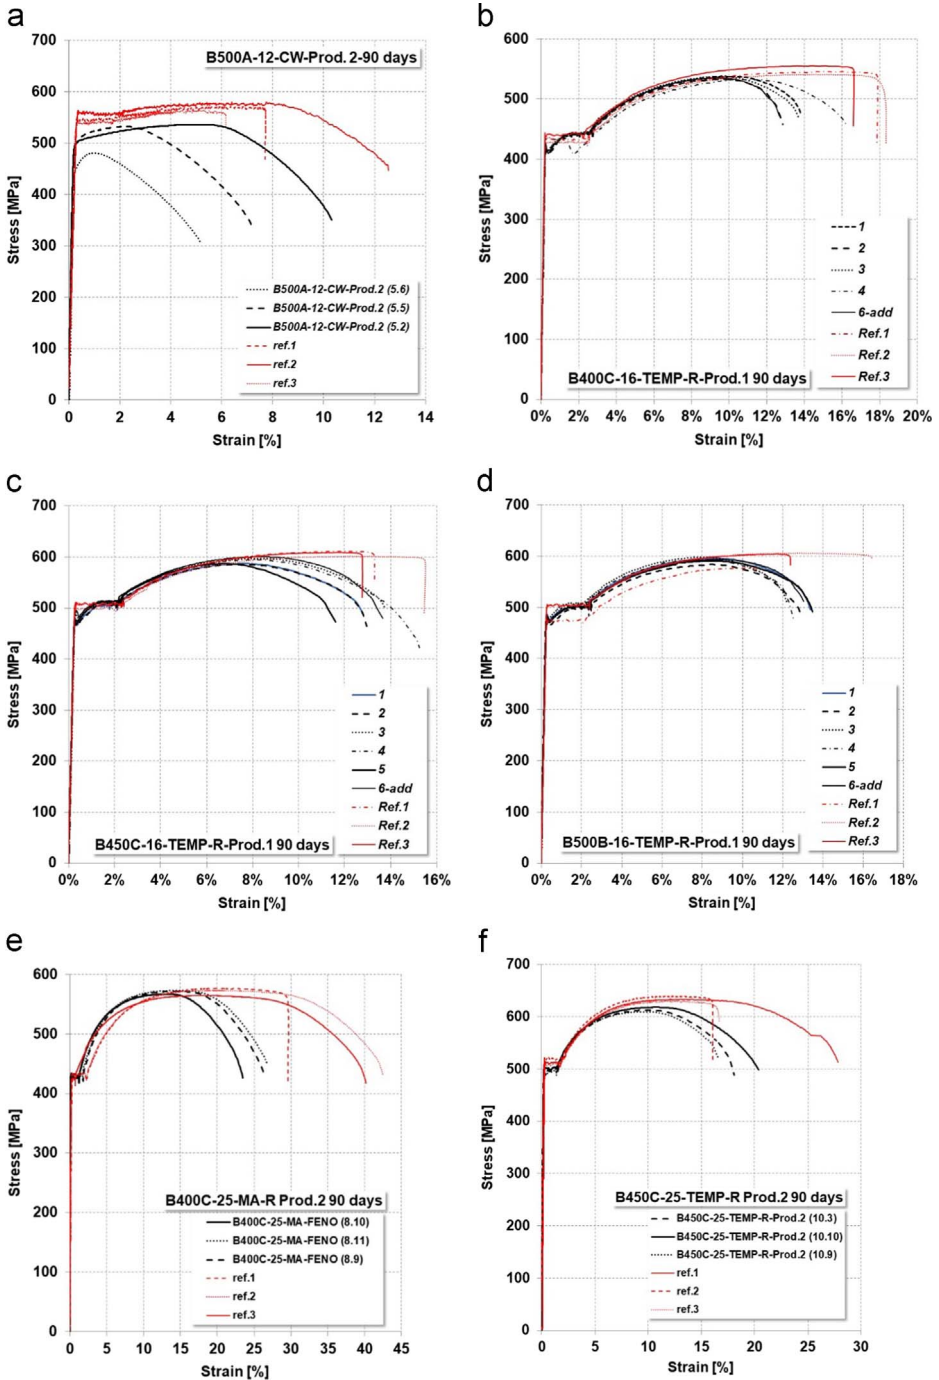 a
B500A-12-CW-Prod. 2-90 days
Stress [MPa]
700
600
500
400
300
200
100
0
B500A-12-CW-Prod.2 (5.6)
B500A-12-CW-Prod.2 (5.5)
B500A-12-CW-Prod.2 (5.2)
ref.1
ref.2
ref.3
0 2 4 6 8 10 12 14
Strain [%]
b
Stress [MPa]
600
500
400
300
200
100
0
1
2
3
4
6-add
Ref.1
Ref.2
Ref.3
B400C-16-TEMP-R-Prod.1 90 days
0% 2% 4% 6% 8% 10% 12% 14% 16% 18% 20%
Strain [%]
c
Stress [MPa]
700
600
500
400
300
200
100
0
1
2
3
4
5
6-add
Ref.1
Ref.2
Ref.3
B450C-16-TEMP-R-Prod.1 90 days
0% 2% 4% 6% 8% 10% 12% 14% 16%
Strain [%]
d
Stress [MPa]
700
600
500
400
300
200
100
0
1
2
3
4
5
6-add
Ref.1
Ref.2
Ref.3
B500B-16-TEMP-R-Prod.1 90 days
0% 2% 4% 6% 8% 10% 12% 14% 16% 18%
Strain [%]
e
Stress [MPa]
600
500
400
300
200
100
0
B400C-25-MA-R Prod.2 90 days
B400C-25-MA-FENO (8.10)
B400C-25-MA-FENO (8.11)
B400C-25-MA-FENO (8.9)
ref.1
ref.2
ref.3
0 5 10 15 20 25 30 35 40 45
Strain [%]
f
Stress [MPa]
700
600
500
400
300
200
100
0
B450C-25-TEMP-R Prod.2 90 days
B450C-25-TEMP-R-Prod.2 (10.3)
B450C-25-TEMP-R-Prod.2 (10.10)
B450C-25-TEMP-R-Prod.2 (10.9)
ref.1
ref.2
ref.3
0 5 10 15 20 25 30
Strain [%]